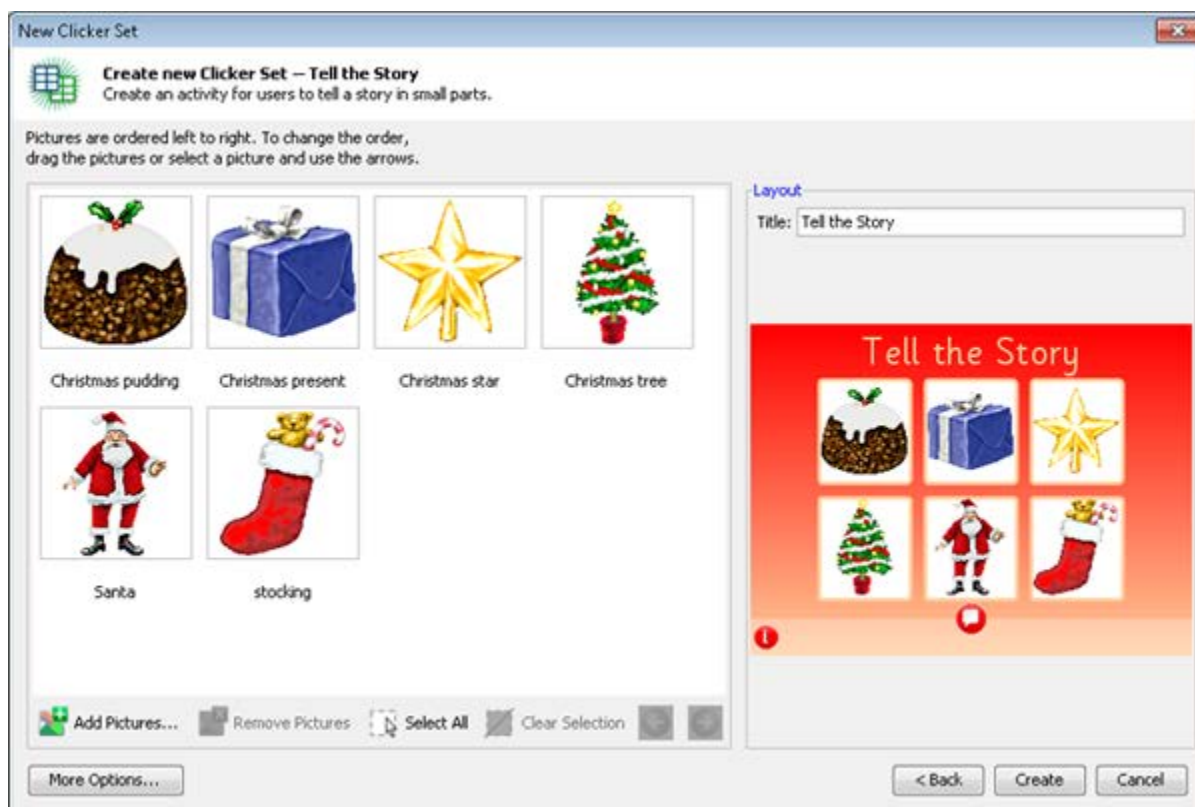 New Clicker Set
Create new Clicker Set – Tell the Story
Create an activity for users to tell a story in small parts.
Pictures are ordered left to right. To change the order,
drag the pictures or select a picture and use the arrows.
Christmas pudding
Christmas present
Christmas star
Christmas tree
Santa
stocking
Add Pictures...
Remove Pictures
Select All
Clear Selection
Layout
Title: Tell the Story
Tell the Story
More Options...
< Back
Create
Cancel